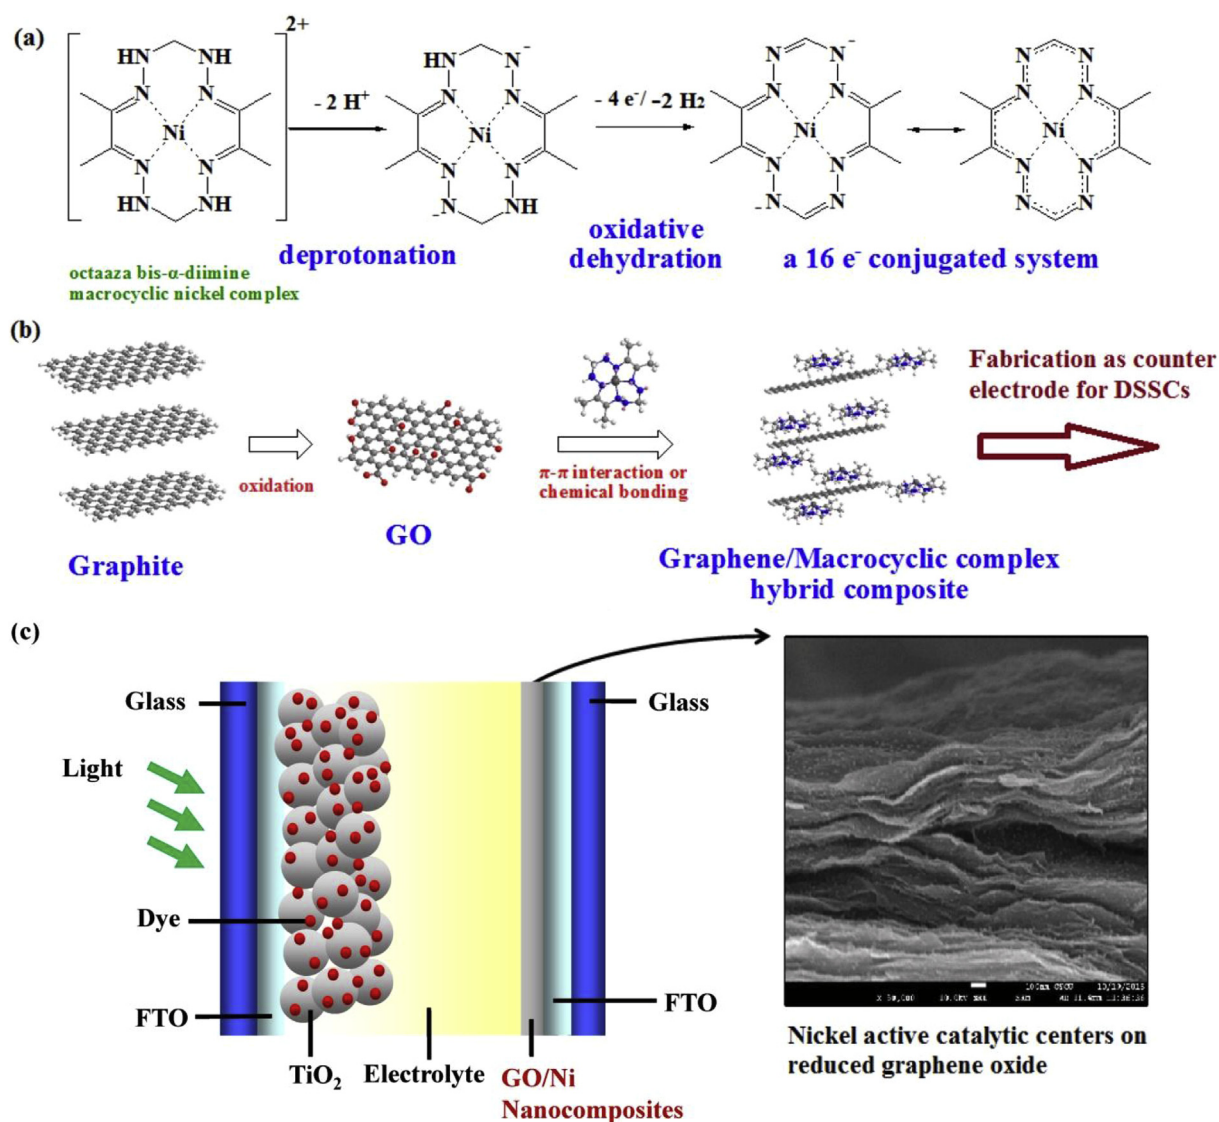 (a)
2+
HN NH
N N
Ni
N N
HN NH
- 2 H⁺
HN N⁻
N N
Ni
N N
N⁻ NH
- 4 e⁻/ −2 H₂
N N⁻
N N
Ni
N N
⁻N N
N N
N N
Ni
N N
N N
octaaza bis-α-diimine
macrocyclic nickel complex
deprotonation
oxidative
dehydration
a 16 e⁻ conjugated system
(b)
Graphite
oxidation
GO
π-π interaction or
chemical bonding
Graphene/Macrocyclic complex
hybrid composite
Fabrication as counter
electrode for DSSCs
(c)
Glass
Light
Dye
FTO
TiO₂
Electrolyte
GO/Ni
Nanocomposites
Glass
FTO
100nm CSCU
Nickel active catalytic centers on
reduced graphene oxide